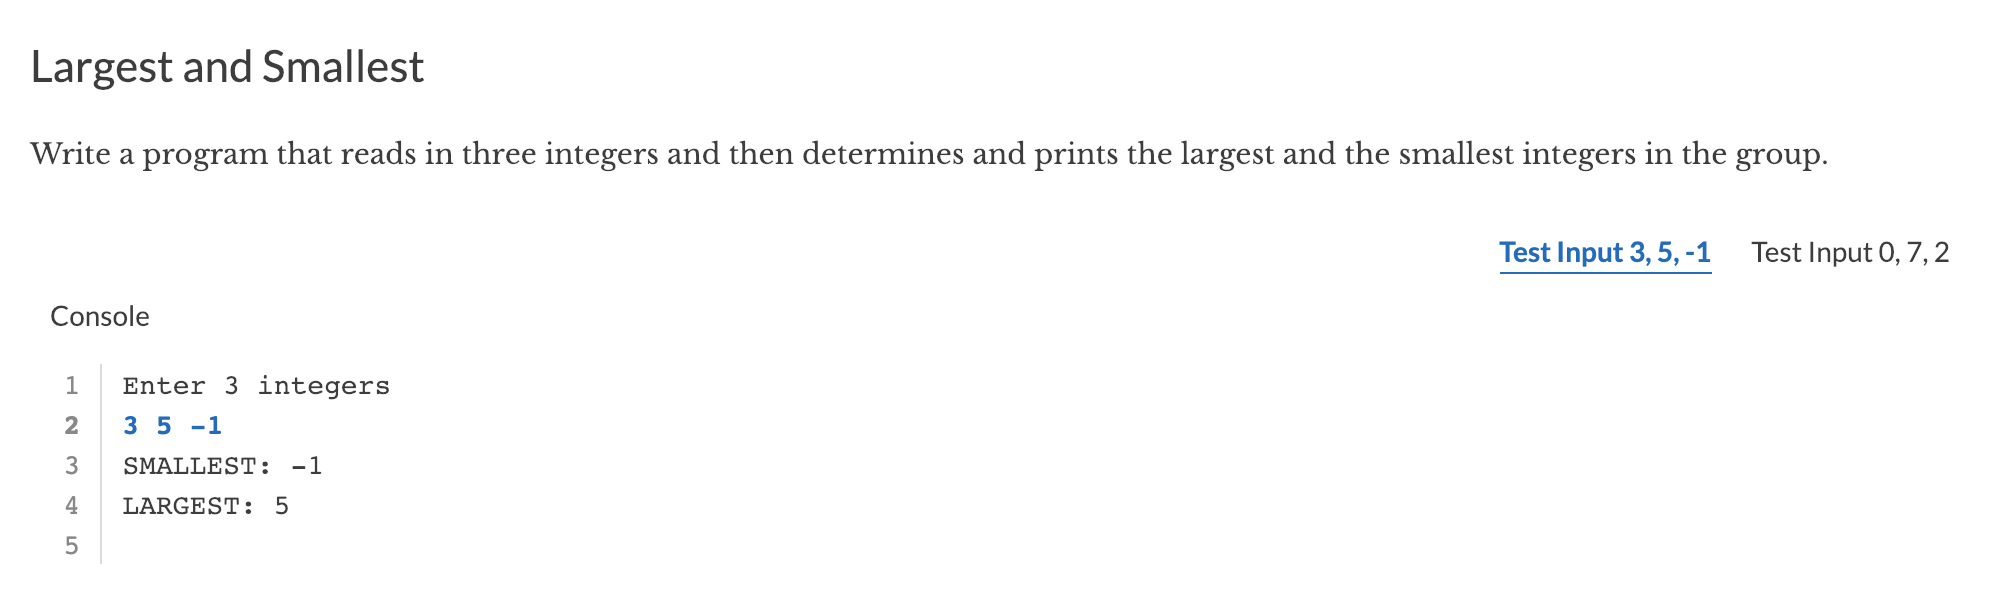 Largest and Smallest
Write a program that reads in three integers and then determines and prints the largest and the smallest integers in the group.
Test Input 3, 5, -1 Test Input 0, 7, 2
Console
1 Enter 3 integers
2 3 5 -1
3 SMALLEST: -1
4 LARGEST: 5
5